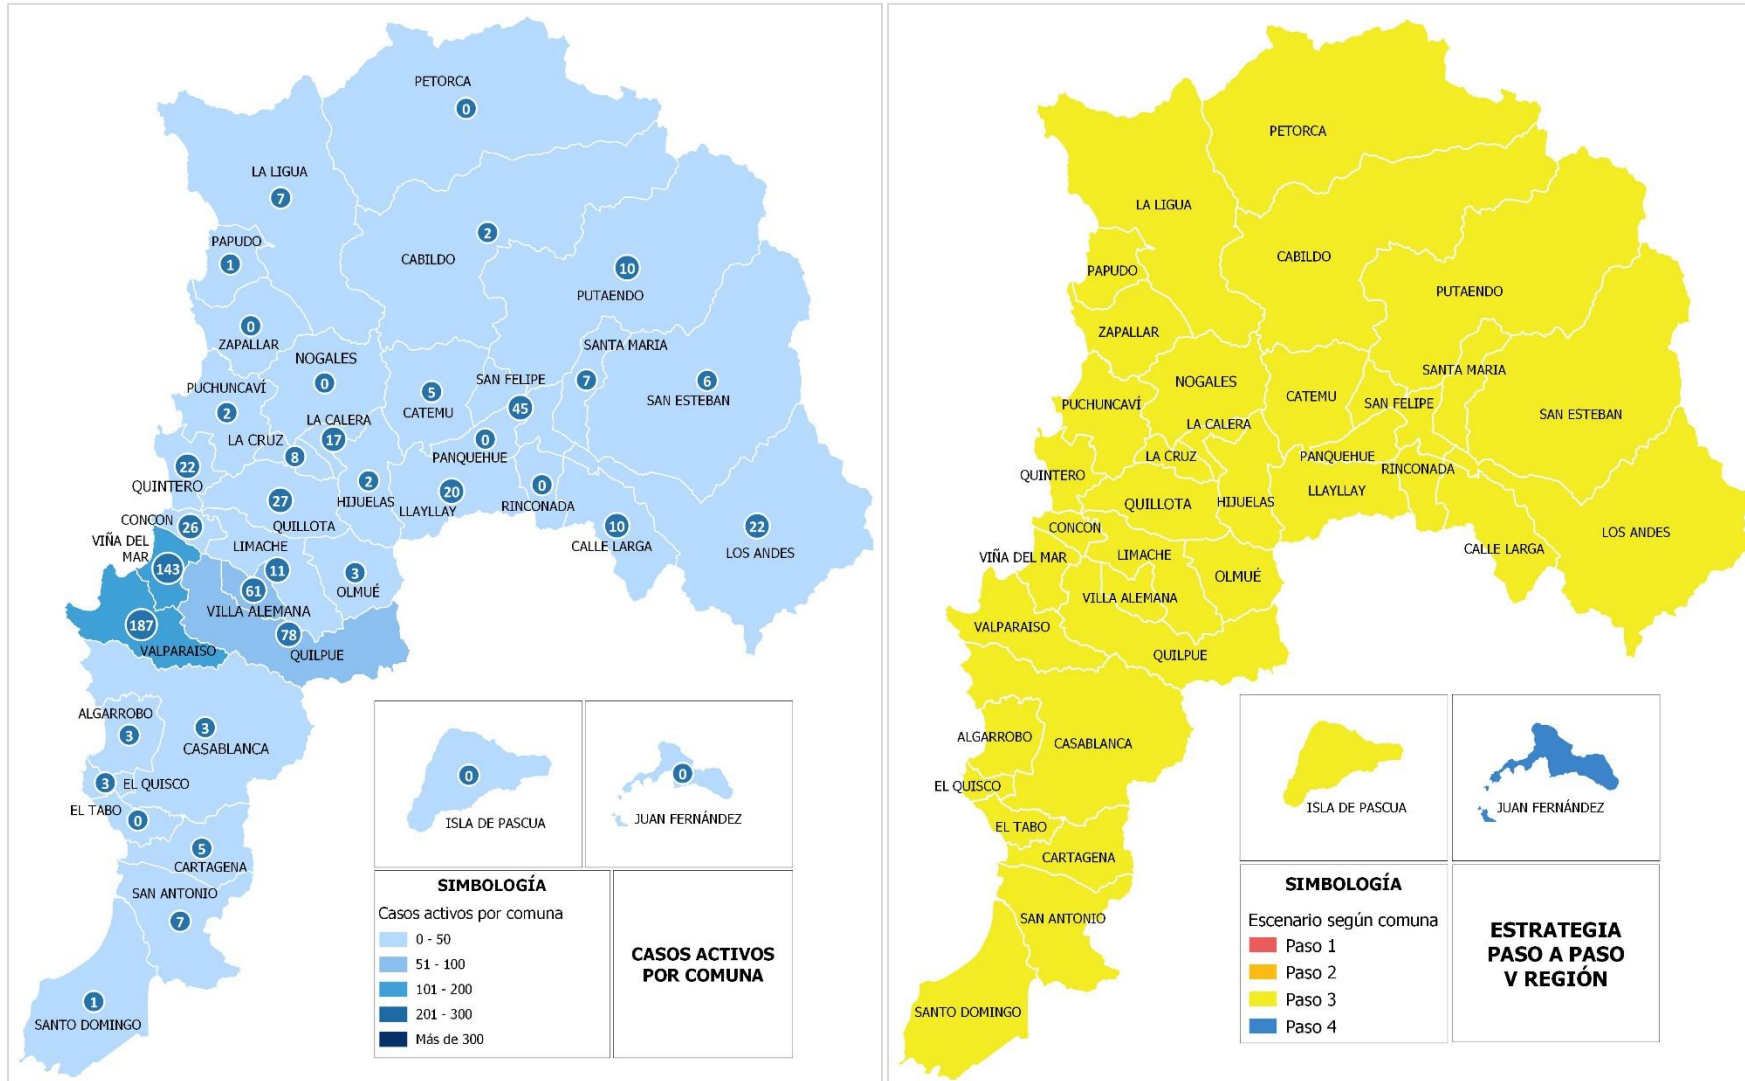 PETORCA
0
LA LIGUA
7
2
CABILDO
PAPUDO
1
10
PUTAENDO
0
ZAPALLAR
SANTA MARIA
NOGALES
0
SAN FELIPE
7
6
SAN ESTEBAN
PUCHUNCAVÍ
2
5
CATEMU
45
LA CALERA
17
LA CRUZ
8
0
PANQUEHUE
22
QUINTERO
2
HIJUELAS
20
LLAYLLAY
0
RINCONADA
27
QUILLOTA
CONCON
26
10
CALLE LARGA
22
LOS ANDES
VIÑA DEL
MAR
143
LIMACHE
11
3
OLMUÉ
61
VILLA ALEMANA
187
VALPARAISO
78
QUILPUE
ALGARROBO
3
3
CASABLANCA
3
EL QUISCO
EL TABO
0
5
CARTAGENA
SAN ANTONIO
7
1
SANTO DOMINGO
0
ISLA DE PASCUA
0
JUAN FERNÁNDEZ
SIMBOLOGÍA
Casos activos por comuna
0 - 50
51 - 100
101 - 200
201 - 300
Más de 300
CASOS ACTIVOS
POR COMUNA
PETORCA
LA LIGUA
CABILDO
PAPUDO
PUTAENDO
ZAPALLAR
SANTA MARIA
NOGALES
CATEMU
SAN FELIPE
PUCHUNCAVÍ
SAN ESTEBAN
LA CALERA
LA CRUZ
PANQUEHUE
RINCONADA
QUINTERO
QUILLOTA
HIJUELAS
LLAYLLAY
CONCON
LOS ANDES
VIÑA DEL MAR
LIMACHE
OLMUÉ
CALLE LARGA
VILLA ALEMANA
VALPARAISO
QUILPUE
ALGARROBO
CASABLANCA
EL QUISCO
EL TABO
CARTAGENA
SAN ANTONIO
SANTO DOMINGO
ISLA DE PASCUA
JUAN FERNÁNDEZ
SIMBOLOGÍA
Escenario según comuna
Paso 1
Paso 2
Paso 3
Paso 4
ESTRATEGIA
PASO A PASO
V REGIÓN